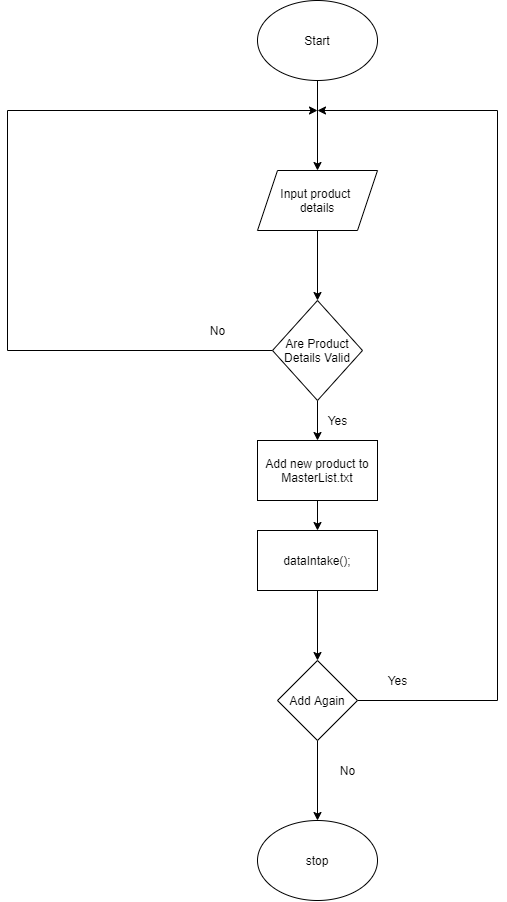 Start
Input product
details
No
Are Product
Details Valid
Yes
Add new product to
MasterList.txt
dataIntake();
Add Again
Yes
No
stop